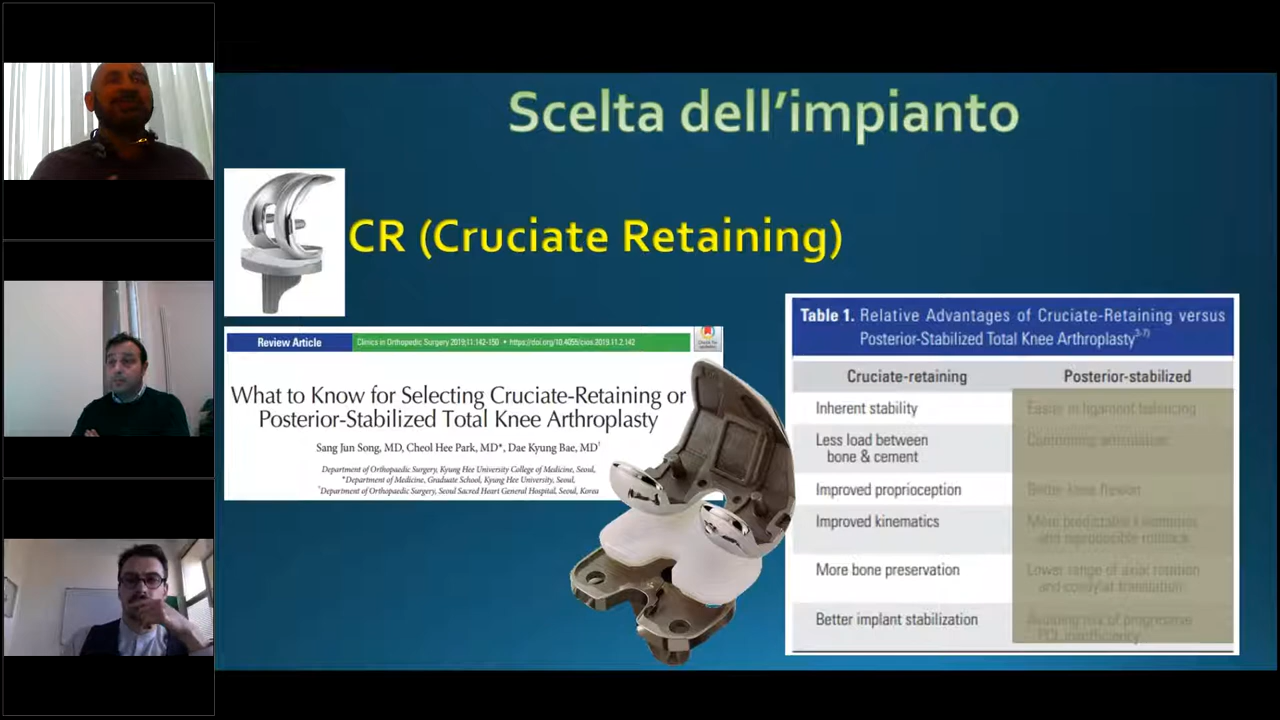 Scelta dell’impianto
CR (Cruciate Retaining)
Review Article
Clinics in Orthopedic Surgery 2019;11:142-150 • https://doi.org/10.4055/cios.2019.11.2.142
What to Know for Selecting Cruciate-Retaining or
Posterior-Stabilized Total Knee Arthroplasty
Sang Jun Song, MD, Cheol Hee Park, MD*, Dae Kyung Bae, MD†
Department of Orthopaedic Surgery, Kyung Hee University College of Medicine, Seoul,
*Department of Medicine, Graduate School, Kyung Hee University, Seoul,
†Department of Orthopaedic Surgery, Seoul Sacred Heart General Hospital, Seoul, Korea
Table 1. Relative Advantages of Cruciate-Retaining versus
Posterior-Stabilized Total Knee Arthroplasty3-7)
Cruciate-retaining Posterior-stabilized
Inherent stability Easier in ligament balancing
Less load between Conforming articulation
bone & cement
Improved proprioception Better knee flexion
Improved kinematics More predictable kinematics
and reproducible rollback
More bone preservation Lower range of axial rotation
and condylar translation
Better implant stabilization Avoiding risk of progressive
PCL insufficiency